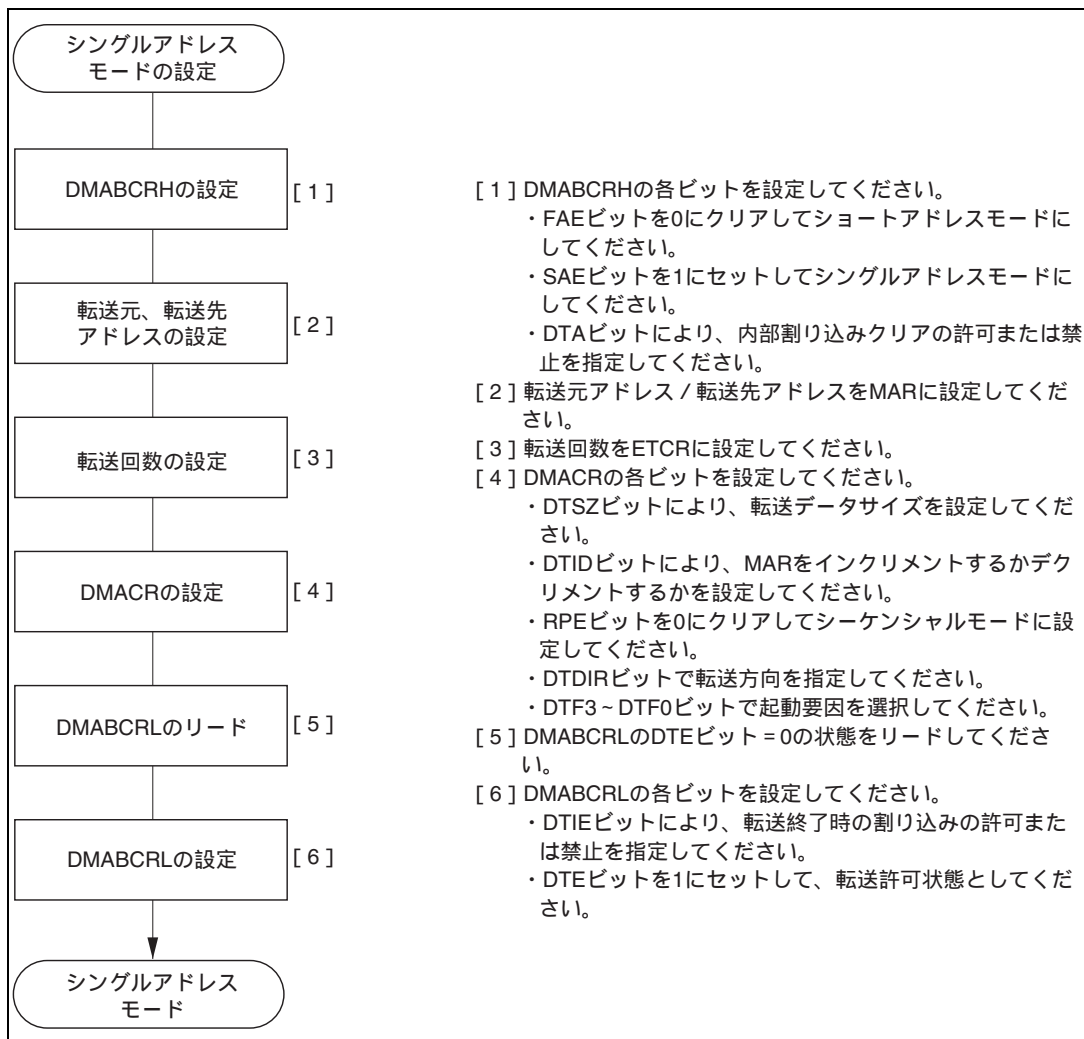 シングルアドレス
モードの設定
DMABCRHの設定
[ 1 ]
転送元、転送先
アドレスの設定
[ 2 ]
転送回数の設定
[ 3 ]
DMACRの設定
[ 4 ]
DMABCRLのリード
[ 5 ]
DMABCRLの設定
[ 6 ]
シングルアドレス
モード
[ 1 ] DMABCRHの各ビットを設定してください。
・FAEビットを0にクリアしてショートアドレスモードに
してください。
・SAEビットを1にセットしてシングルアドレスモードに
してください。
・DTAビットにより、内部割り込みクリアの許可または禁
止を指定してください。
[ 2 ] 転送元アドレス / 転送先アドレスをMARに設定してくだ
さい。
[ 3 ] 転送回数をETCRに設定してください。
[ 4 ] DMACRの各ビットを設定してください。
・DTSZビットにより、転送データサイズを設定してくだ
さい。
・DTIDビットにより、MARをインクリメントするかデク
リメントするかを設定してください。
・RPEビットを0にクリアしてシーケンシャルモードに設
定してください。
・DTDIRビットで転送方向を指定してください。
・DTF3～DTF0ビットで起動要因を選択してください。
[ 5 ] DMABCRLのDTEビット = 0の状態をリードしてくださ
い。
[ 6 ] DMABCRLの各ビットを設定してください。
・DTIEビットにより、転送終了時の割り込みの許可また
は禁止を指定してください。
・DTEビットを1にセットして、転送許可状態としてくだ
さい。